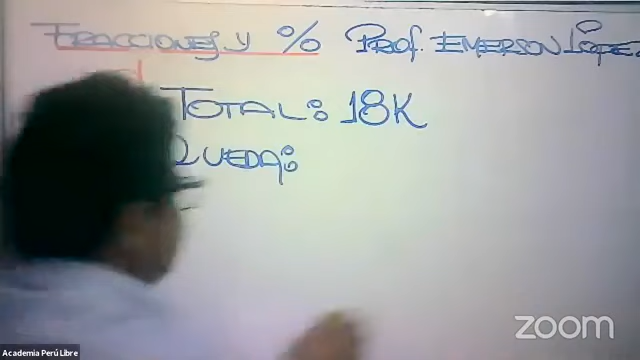 FRACCIONES Y % PROF. EMERSON LÓPEZ
TOTAL: 18K
QUEDA:
zoom
Academia Perú Libre